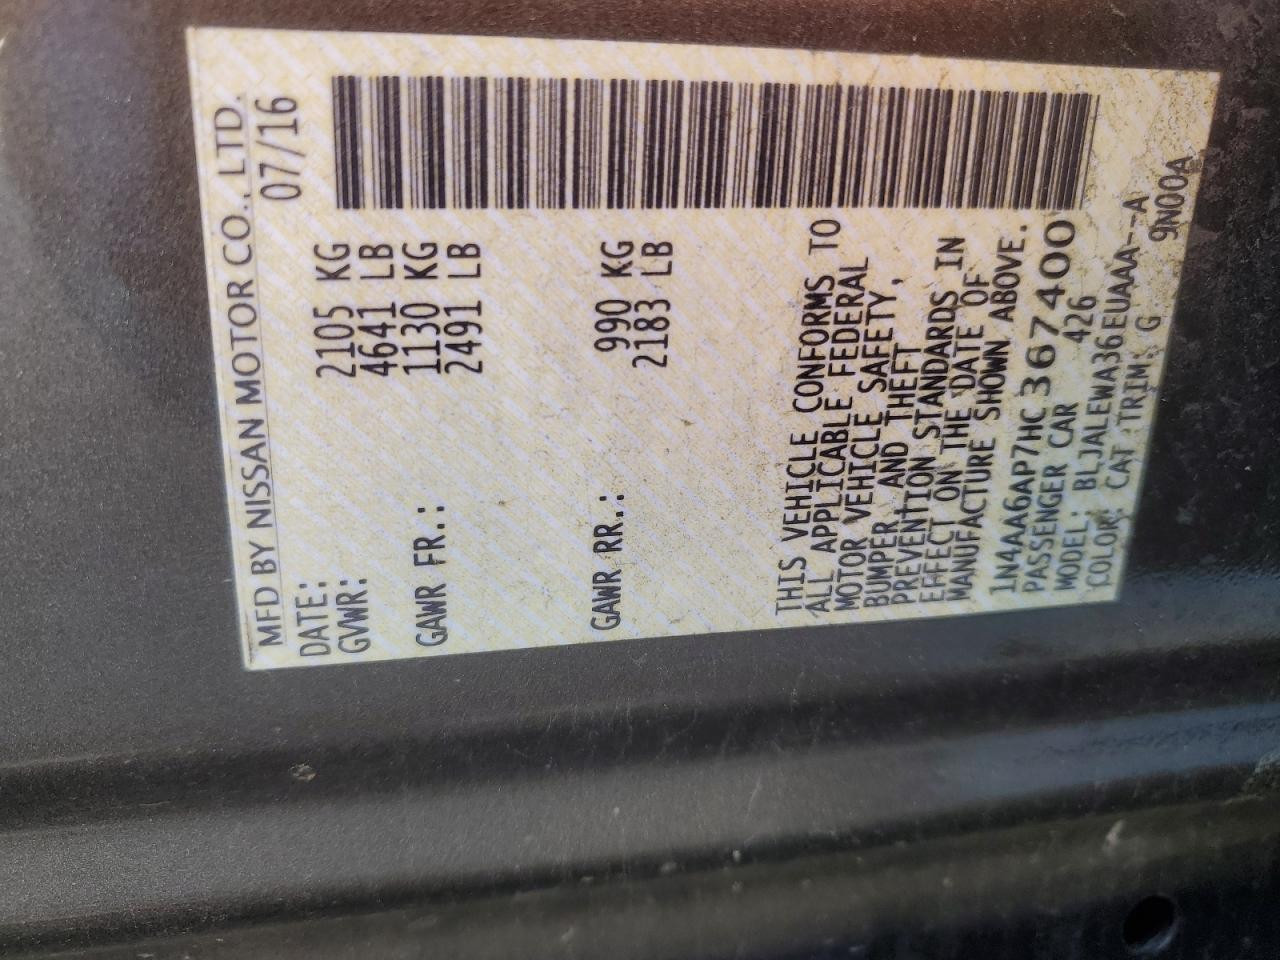 MFD BY NISSAN MOTOR CO., LTD.
DATE: 07/16
GVWR: 2105 KG
4641 LB
GAWR FR.: 1130 KG
2491 LB
GAWR RR.: 990 KG
2183 LB
THIS VEHICLE CONFORMS TO
ALL APPLICABLE FEDERAL
MOTOR VEHICLE SAFETY,
BUMPER AND THEFT
PREVENTION STANDARDS
EFFECT ON THE DATE OF IN
MANUFACTURE SHOWN ABOVE.
1N4AA6AP7HC367400
PASSENGER CAR 426
MODEL: BLJALEWA36EUAAA--A
COLOR: CAT TRIM: G 9N00A